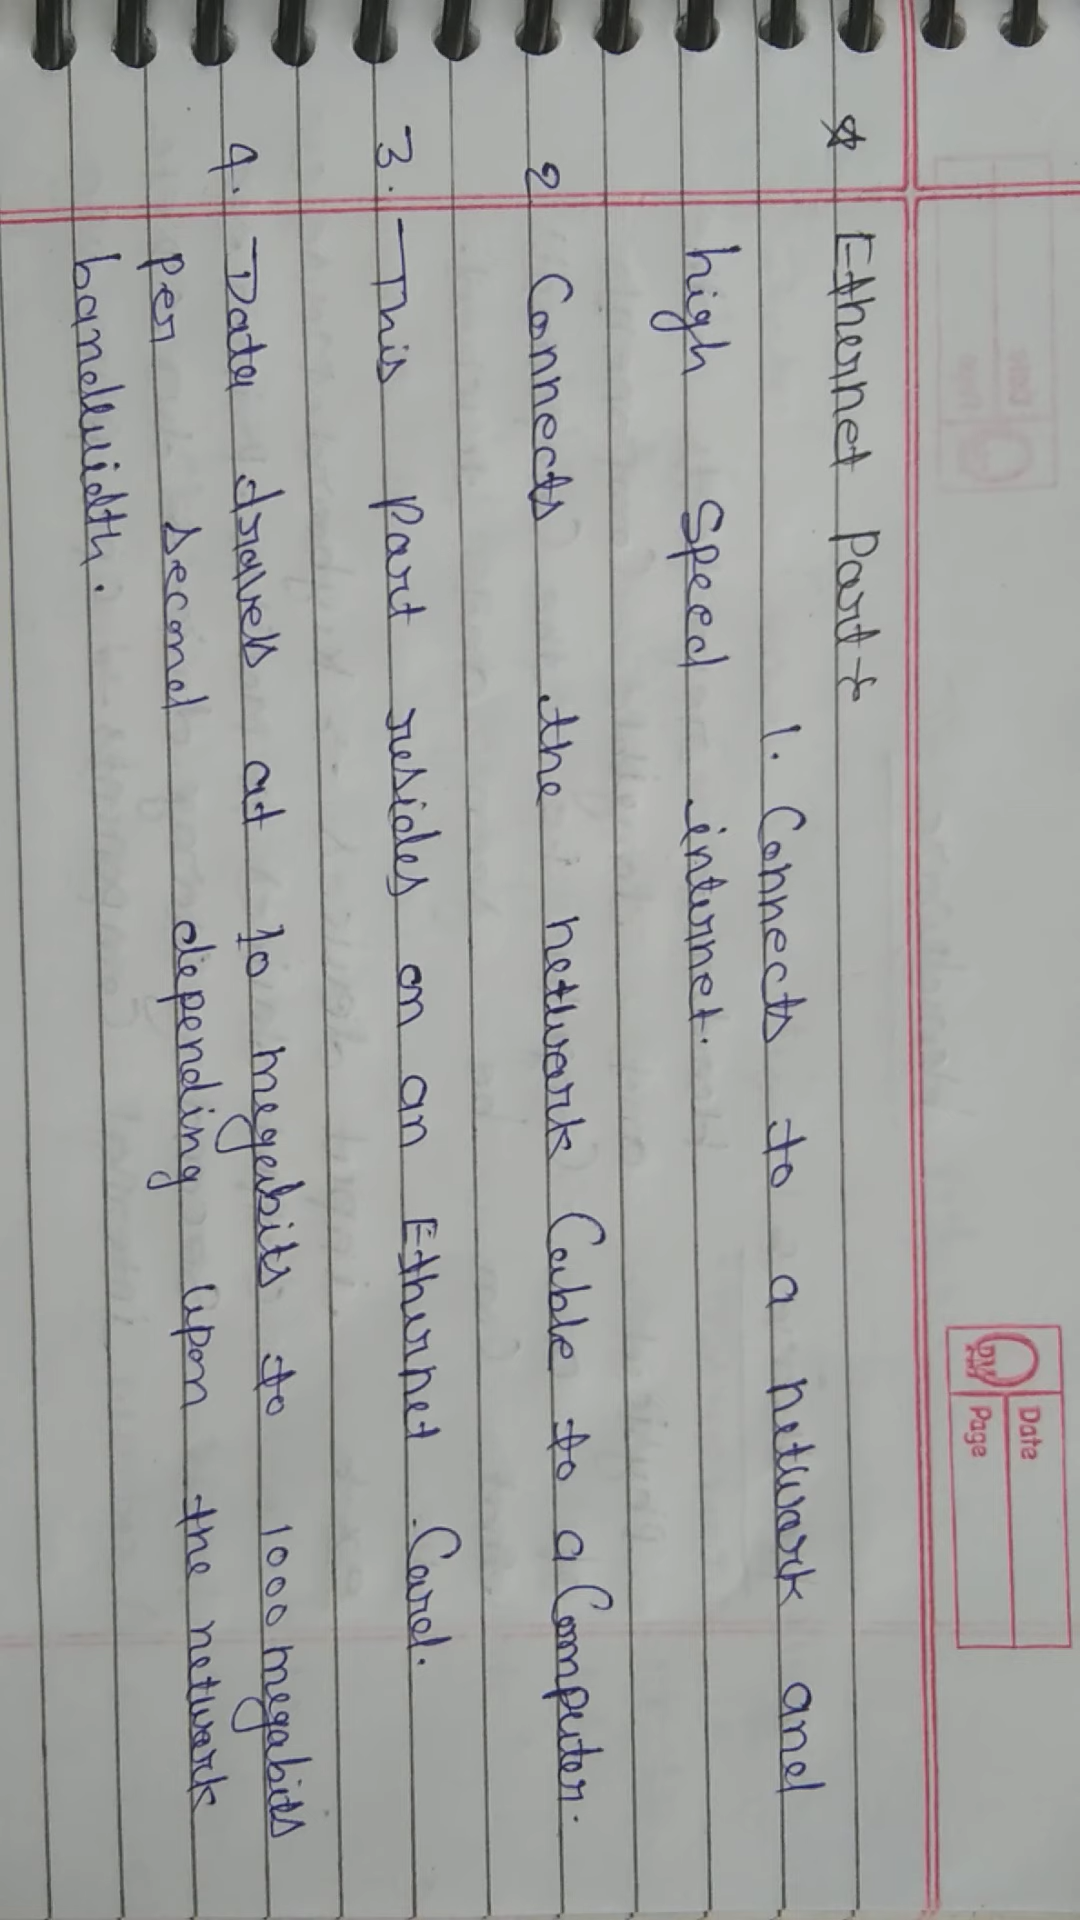 Date
Page
☆ Ethernet Part :-
1. Connects to a network and
high Speed internet.
2 Connects the network Cable to a Computer.
3. This part resides on an Ethernet Card.
4. Data travels at 10 megabits to 1000 megabits
per second depending upon the network
bandwidth.